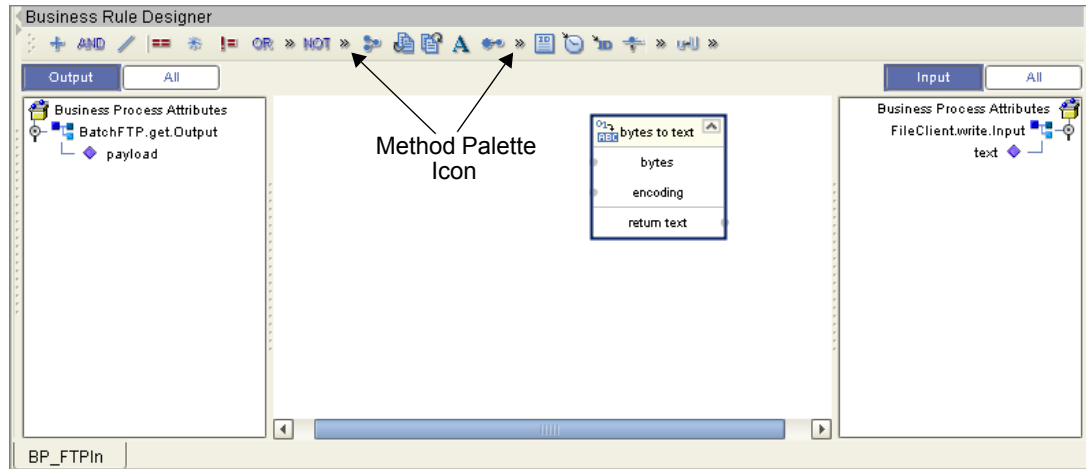 Business Rule Designer
+ AND / == != OR » NOT » A » » »
Output All
Input All
Business Process Attributes
BatchFTP.get.Output
payload
Method Palette
Icon
bytes to text
bytes
encoding
return text
Business Process Attributes
FileClient.write.Input
text
BP_FTPIn